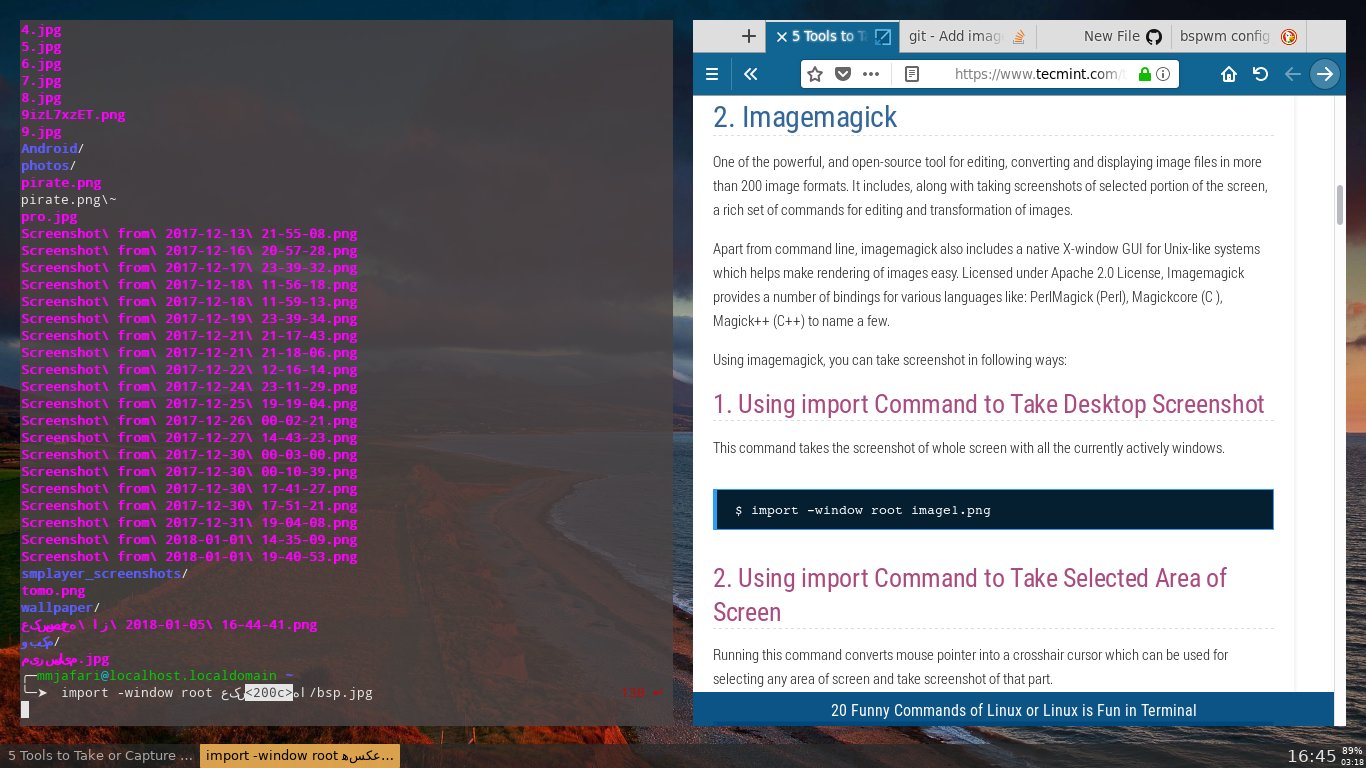 4.jpg
5.jpg
6.jpg
7.jpg
8.jpg
9izL7xzET.png
9.jpg
Android/
photos/
pirate.png
pirate.png\~
pro.jpg
Screenshot\ from\ 2017-12-13\ 21-55-08.png
Screenshot\ from\ 2017-12-16\ 20-57-28.png
Screenshot\ from\ 2017-12-17\ 23-39-32.png
Screenshot\ from\ 2017-12-18\ 11-56-18.png
Screenshot\ from\ 2017-12-18\ 11-59-13.png
Screenshot\ from\ 2017-12-19\ 23-39-34.png
Screenshot\ from\ 2017-12-21\ 21-17-43.png
Screenshot\ from\ 2017-12-21\ 21-18-06.png
Screenshot\ from\ 2017-12-22\ 12-16-14.png
Screenshot\ from\ 2017-12-24\ 23-11-29.png
Screenshot\ from\ 2017-12-25\ 19-19-04.png
Screenshot\ from\ 2017-12-26\ 00-02-21.png
Screenshot\ from\ 2017-12-27\ 14-43-23.png
Screenshot\ from\ 2017-12-30\ 00-03-00.png
Screenshot\ from\ 2017-12-30\ 00-10-39.png
Screenshot\ from\ 2017-12-30\ 17-41-27.png
Screenshot\ from\ 2017-12-30\ 17-51-21.png
Screenshot\ from\ 2017-12-31\ 19-04-08.png
Screenshot\ from\ 2018-01-01\ 14-35-09.png
Screenshot\ from\ 2018-01-01\ 19-40-53.png
smplayer_screenshots/
tomo.png
wallpaper/
از\ 2018-01-05\ 16-44-41.png
وبکم/
.jpg
╭─mmjafari@localhost.localdomain ~
╰─➤ import -window root عکس<200c>ها/bsp.jpg 130 ↵
5 Tools to T
git - Add imag
New File
bspwm config
https://www.tecmint.com/
2. Imagemagick
One of the powerful, and open-source tool for editing, converting and displaying image files in more
than 200 image formats. It includes, along with taking screenshots of selected portion of the screen,
a rich set of commands for editing and transformation of images.
Apart from command line, imagemagick also includes a native X-window GUI for Unix-like systems
which helps make rendering of images easy. Licensed under Apache 2.0 License, Imagemagick
provides a number of bindings for various languages like: PerlMagick (Perl), Magickcore (C ),
Magick++ (C++) to name a few.
Using imagemagick, you can take screenshot in following ways:
1. Using import Command to Take Desktop Screenshot
This command takes the screenshot of whole screen with all the currently actively windows.
$ import -window root image1.png
2. Using import Command to Take Selected Area of
Screen
Running this command converts mouse pointer into a crosshair cursor which can be used for
selecting any area of screen and take screenshot of that part.
20 Funny Commands of Linux or Linux is Fun in Terminal
5 Tools to Take or Capture ...
import -window root عکس‌ه...
16:45
89%
03:18